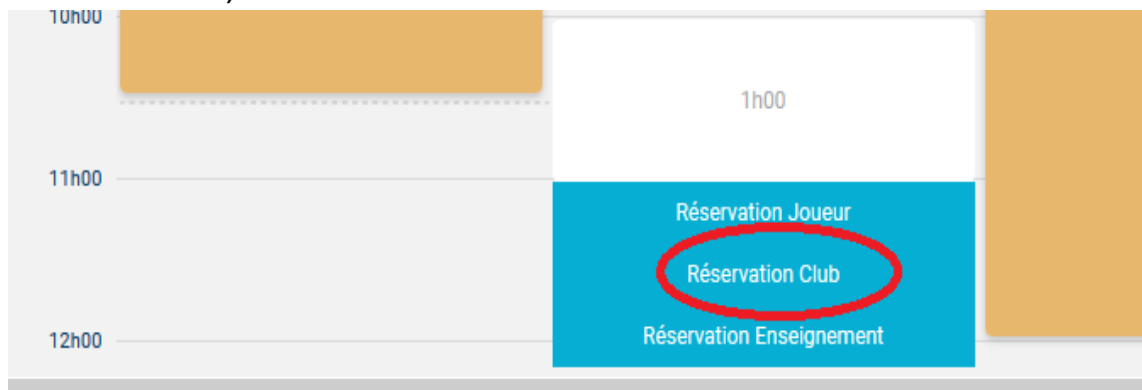 10h00
1h00
11h00
Réservation Joueur
Réservation Club
12h00
Réservation Enseignement